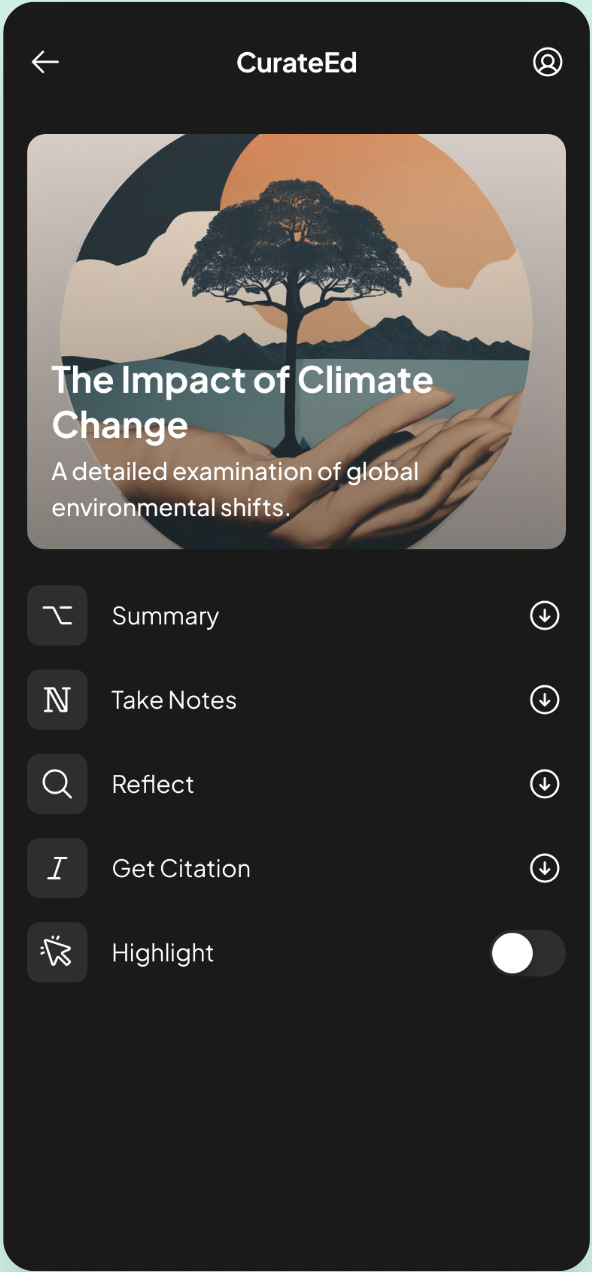 CurateEd
The Impact of Climate
Change
A detailed examination of global
environmental shifts.
Summary
Take Notes
Reflect
Get Citation
Highlight